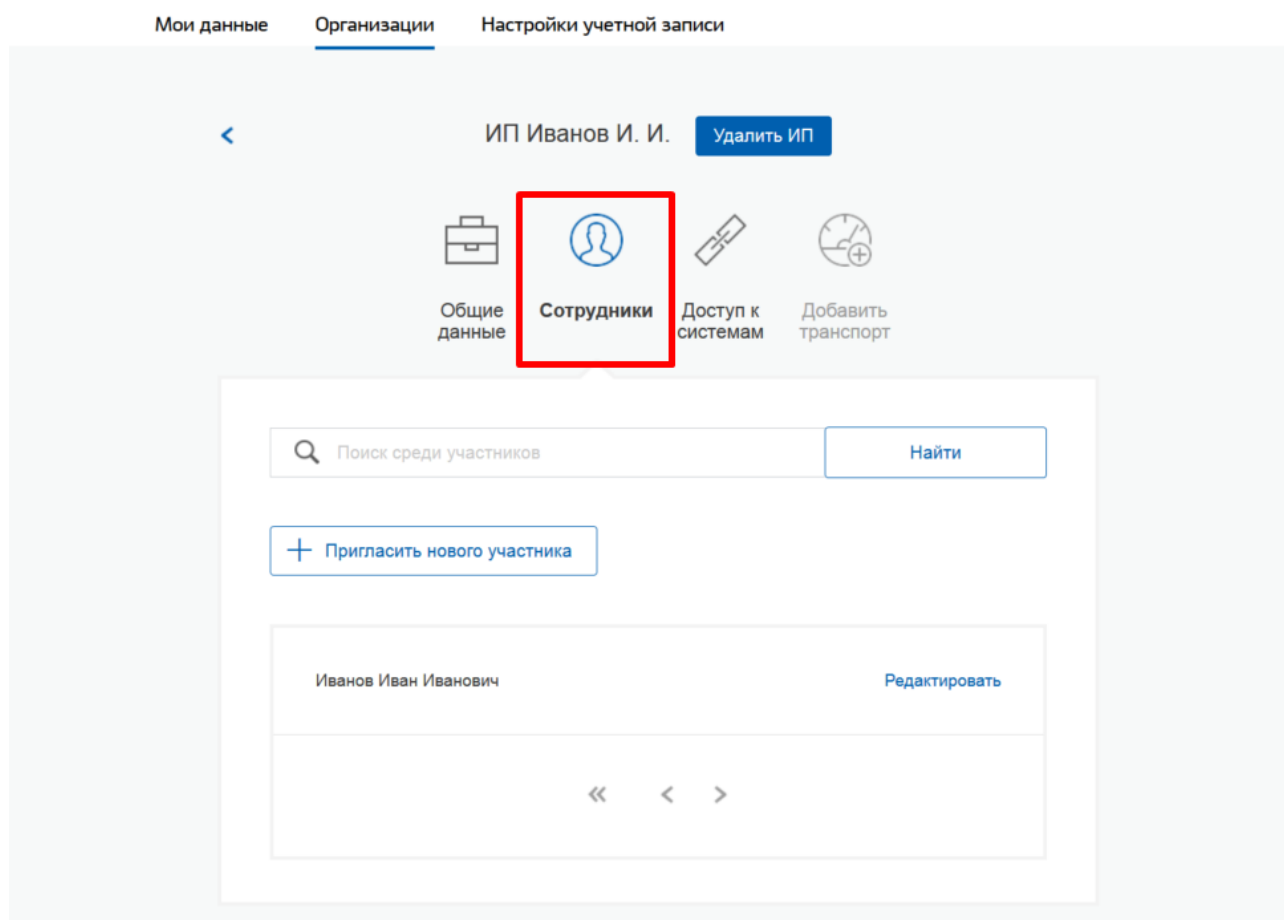 Мои данные Организации Настройки учетной записи
ИП Иванов И. И. Удалить ИП
Общие данные
Сотрудники
Доступк системам
Добавить транспорт
Поиск среди участников Найти
Пригласить нового участника
Иванов Иван Иванович Редактировать